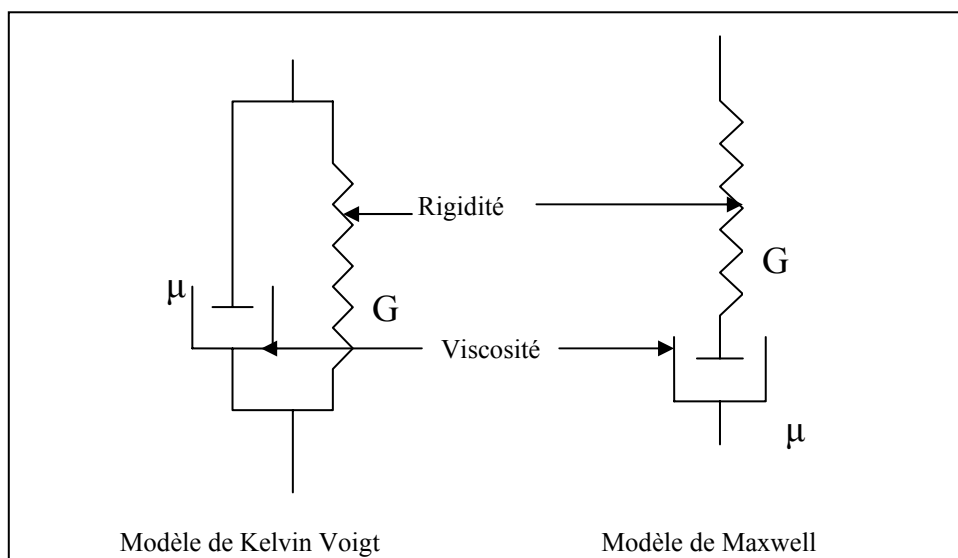 Rigidité
G
μ
G
Viscosité
μ
Modèle de Kelvin Voigt
Modèle de Maxwell